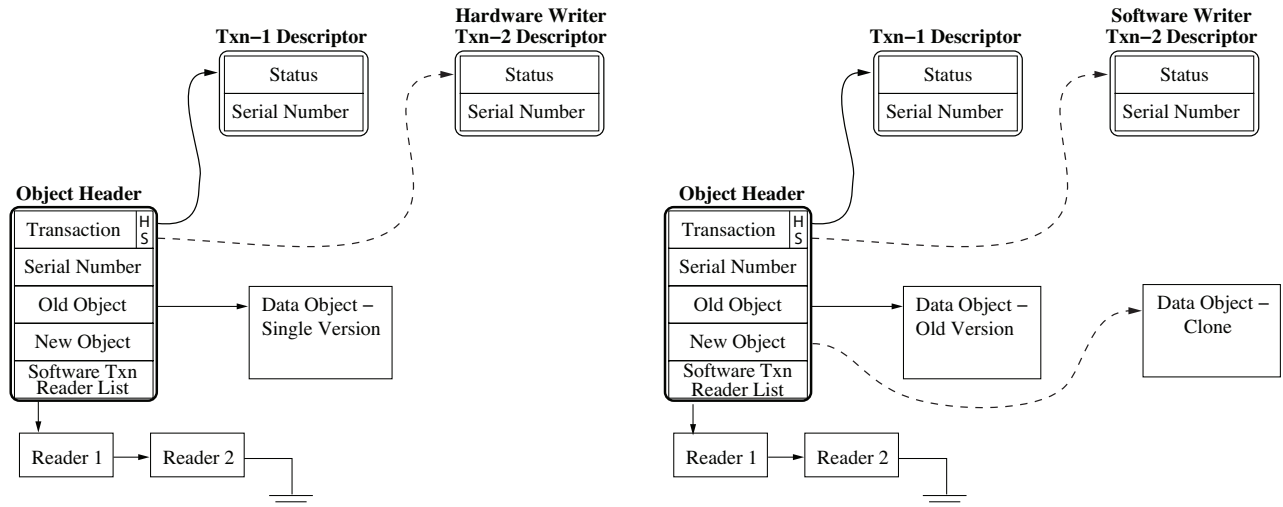 Hardware Writer
Txn−1 Descriptor
Txn−2 Descriptor
Status
Serial Number
Status
Serial Number
Object Header
Transaction
H
S
Serial Number
Old Object
New Object
Software Txn
Reader List
Data Object −
Single Version
Reader 1
Reader 2
Software Writer
Txn−1 Descriptor
Txn−2 Descriptor
Status
Serial Number
Status
Serial Number
Object Header
Transaction
H
S
Serial Number
Old Object
New Object
Software Txn
Reader List
Data Object −
Old Version
Data Object −
Clone
Reader 1
Reader 2